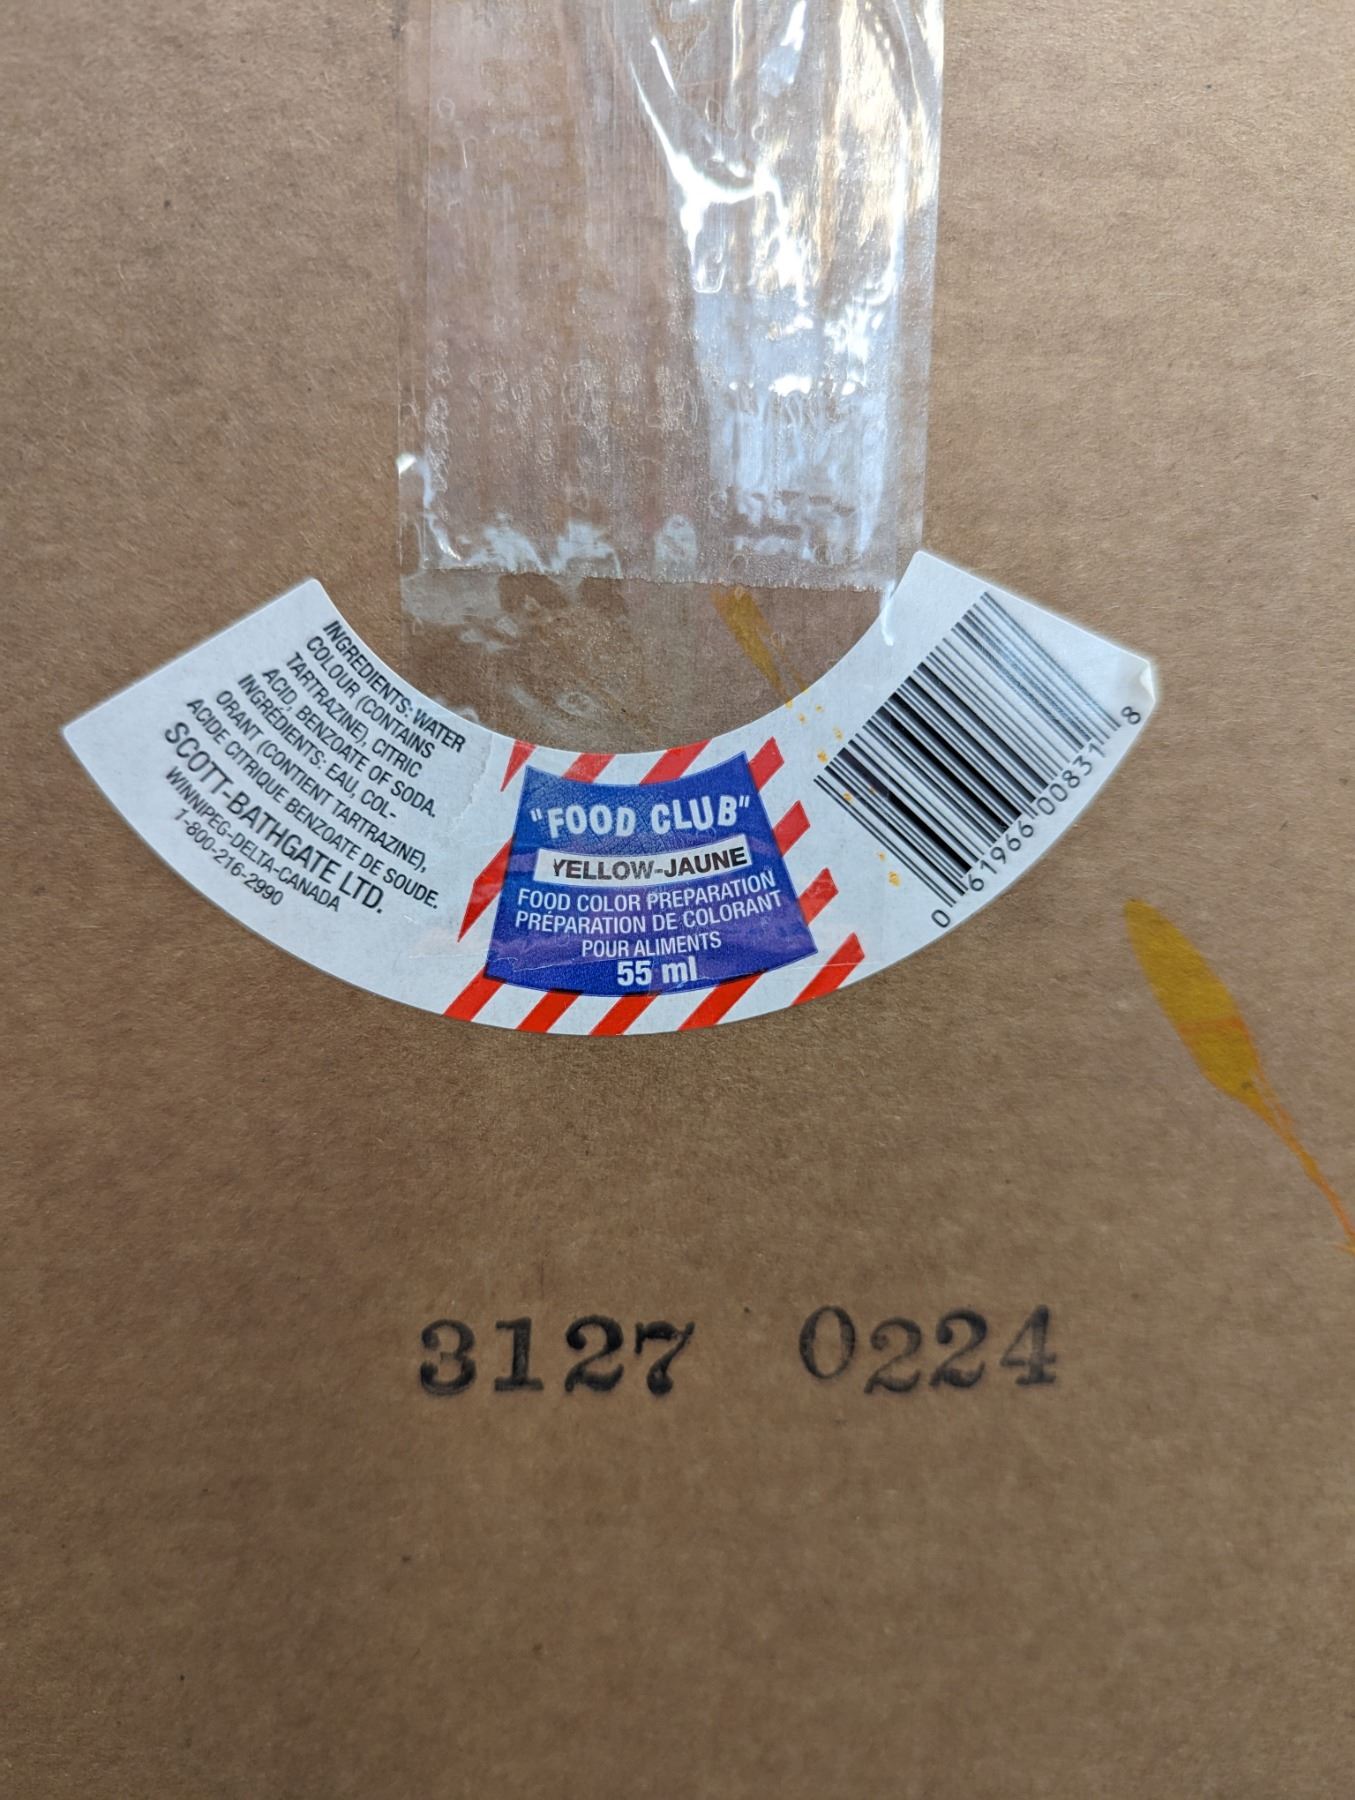 INGREDIENTS: WATER
COLOUR (CONTAINS
TARTRAZINE), CITRIC
ACID, BENZOATE OF SODA.
INGRÉDIENTS: EAU, COL-
ORANT (CONTIENT TARTRAZINE),
ACIDE CITRIQUE BENZOATE DE SOUDE.
SCOTT-BATHGATE LTD.
WINNIPEG-DELTA-CANADA
1-800-216-2990
"FOOD CLUB"
YELLOW-JAUNE
FOOD COLOR PREPARATION
PRÉPARATION DE COLORANT
POUR ALIMENTS
55 ml
0 61966 00831 8
3127 0224